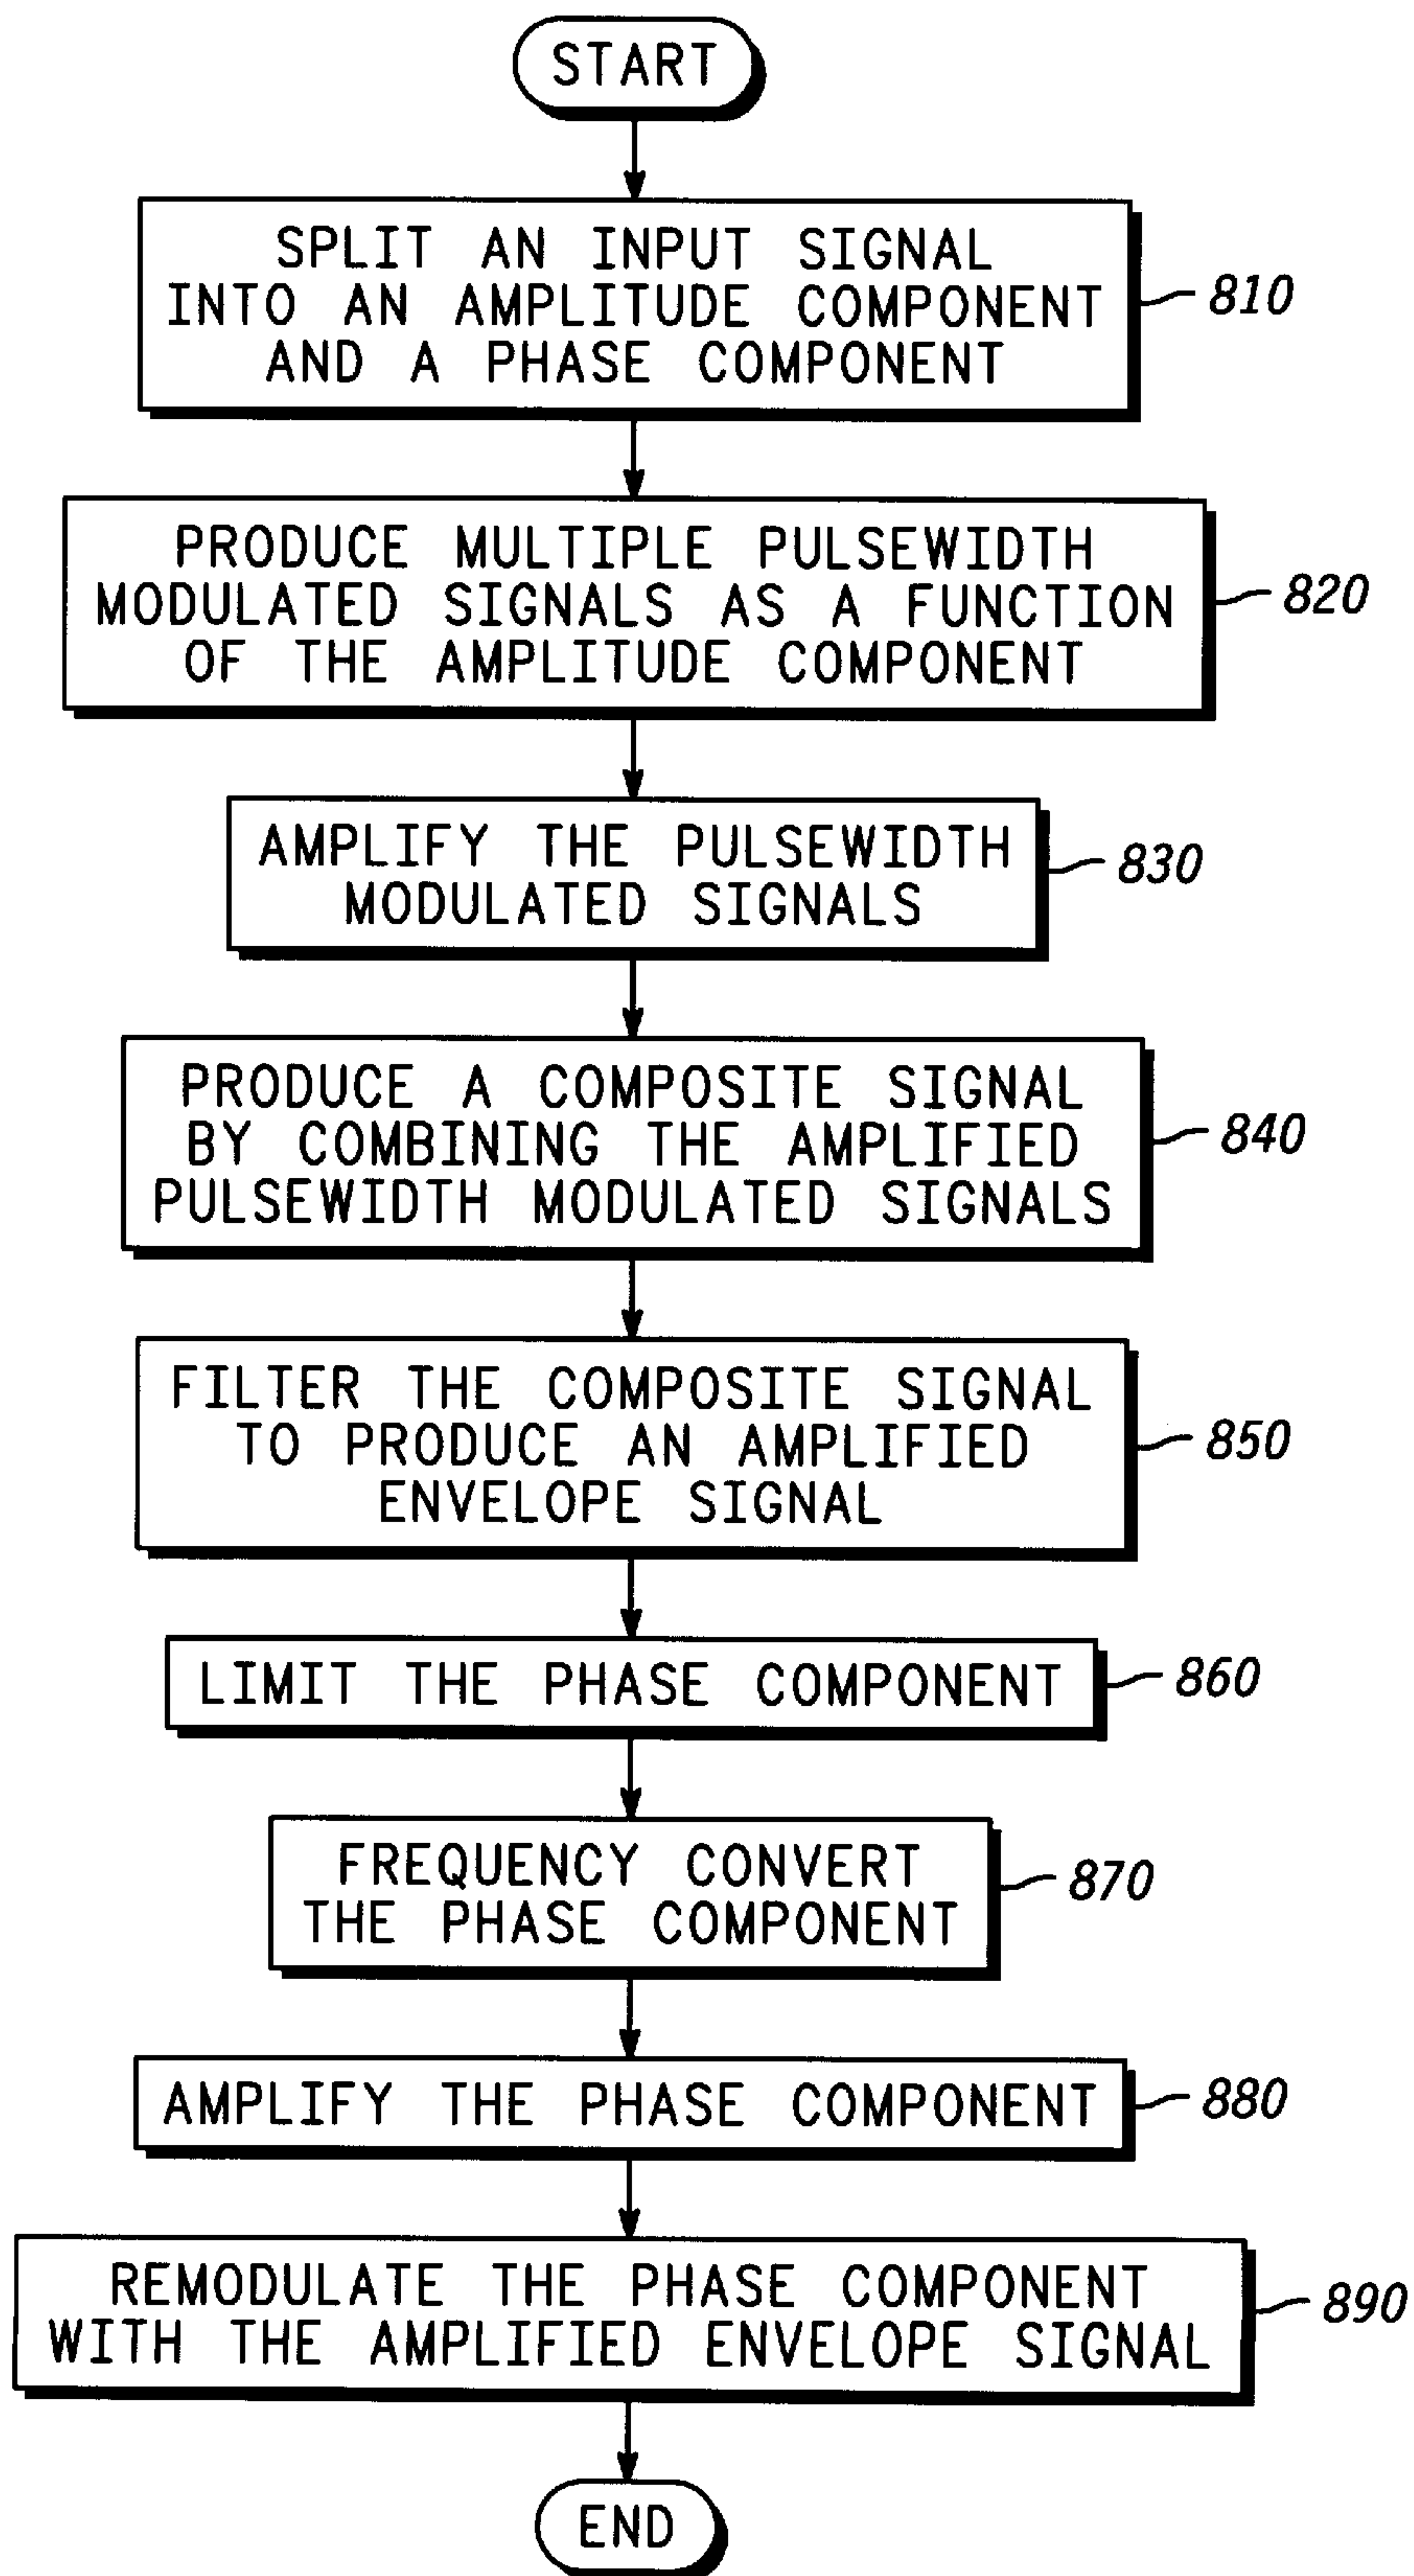 START
SPLIT AN INPUT SIGNAL
INTO AN AMPLITUDE COMPONENT
AND A PHASE COMPONENT
810
PRODUCE MULTIPLE PULSEWIDTH
MODULATED SIGNALS AS A FUNCTION
OF THE AMPLITUDE COMPONENT
820
AMPLIFY THE PULSEWIDTH
MODULATED SIGNALS
830
PRODUCE A COMPOSITE SIGNAL
BY COMBINING THE AMPLIFIED
PULSEWIDTH MODULATED SIGNALS
840
FILTER THE COMPOSITE SIGNAL
TO PRODUCE AN AMPLIFIED
ENVELOPE SIGNAL
850
LIMIT THE PHASE COMPONENT
860
FREQUENCY CONVERT
THE PHASE COMPONENT
870
AMPLIFY THE PHASE COMPONENT
880
REMODULATE THE PHASE COMPONENT
WITH THE AMPLIFIED ENVELOPE SIGNAL
890
END